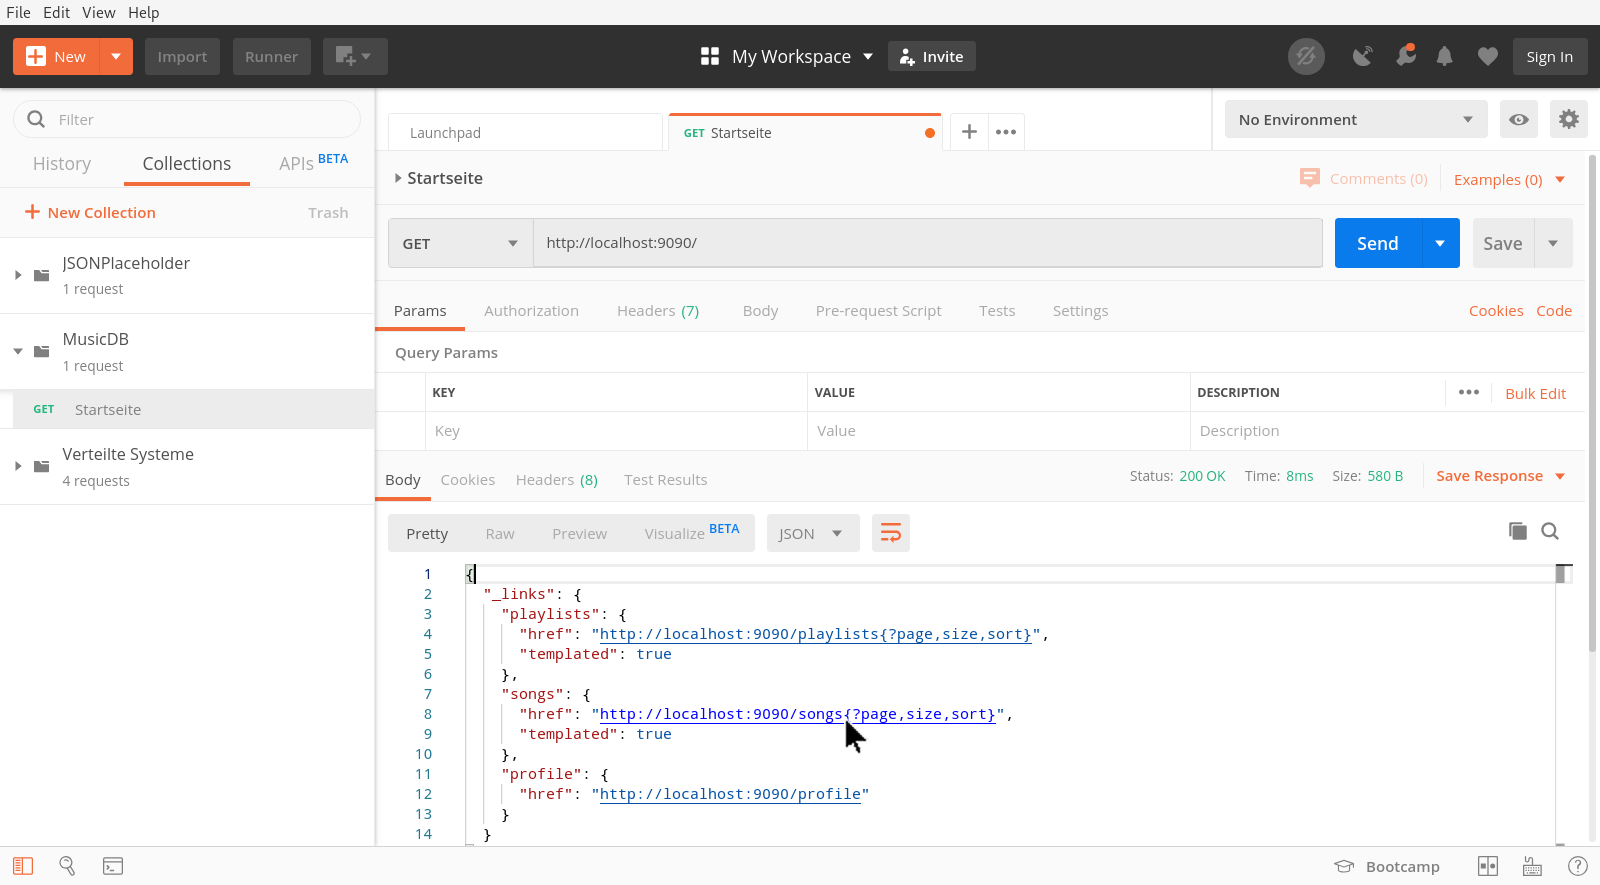 File Edit View Help
New Import Runner My Workspace Invite Sign In
Filter
History Collections APIs BETA
New Collection Trash
JSONPlaceholder
1 request
MusicDB
1 request
GET Startseite
Verteilte Systeme
4 requests
Launchpad GET Startseite No Environment
Startseite Comments (0) Examples (0)
GET http://localhost:9090/ Send Save
Params Authorization Headers (7) Body Pre-request Script Tests Settings Cookies Code
Query Params
KEY VALUE DESCRIPTION Bulk Edit
Key Value Description
Body Cookies Headers (8) Test Results Status: 200 OK Time: 8ms Size: 580 B Save Response
Pretty Raw Preview Visualize BETA JSON
1 {
2 "_links": {
3 "playlists": {
4 "href": "http://localhost:9090/playlists{?page,size,sort}",
5 "templated": true
6 },
7 "songs": {
8 "href": "http://localhost:9090/songs{?page,size,sort}",
9 "templated": true
10 },
11 "profile": {
12 "href": "http://localhost:9090/profile"
13 }
14 }
Bootcamp